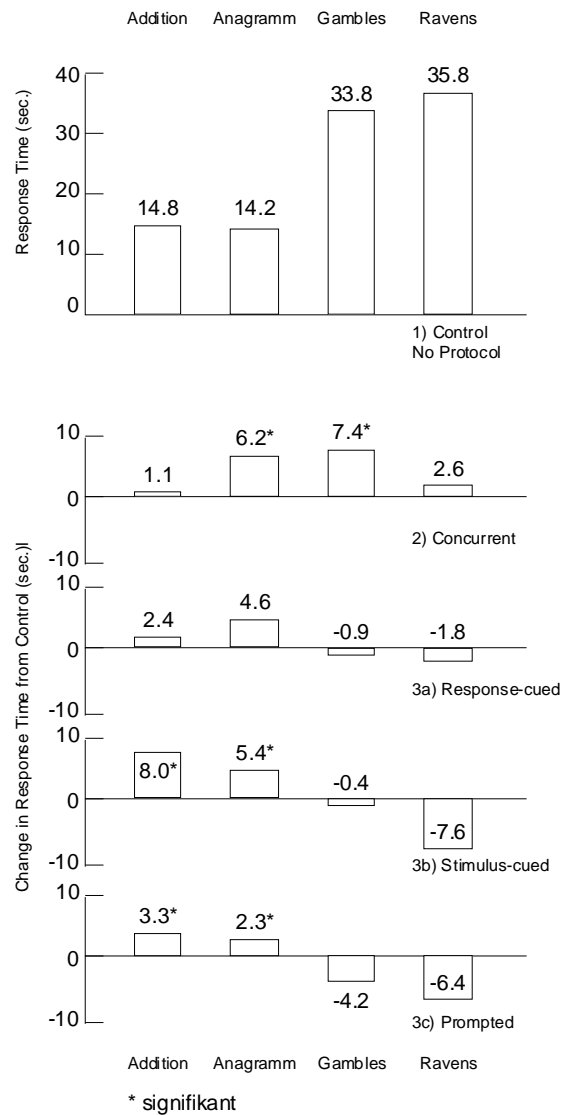 Addition Anagramm Gambles Ravens
Response Time (sec.)
40
30
20
10
0
14.8 14.2 33.8 35.8
1) Control
No Protocol
Change in Response Time from Control (sec.)l
10
0
-10
1.1 6.2* 7.4* 2.6
2) Concurrent
10
0
-10
2.4 4.6 -0.9 -1.8
3a) Response-cued
10
0
-10
8.0* 5.4* -0.4 -7.6
3b) Stimulus-cued
10
0
-10
3.3* 2.3* -4.2 -6.4
3c) Prompted
Addition Anagramm Gambles Ravens
* signifikant